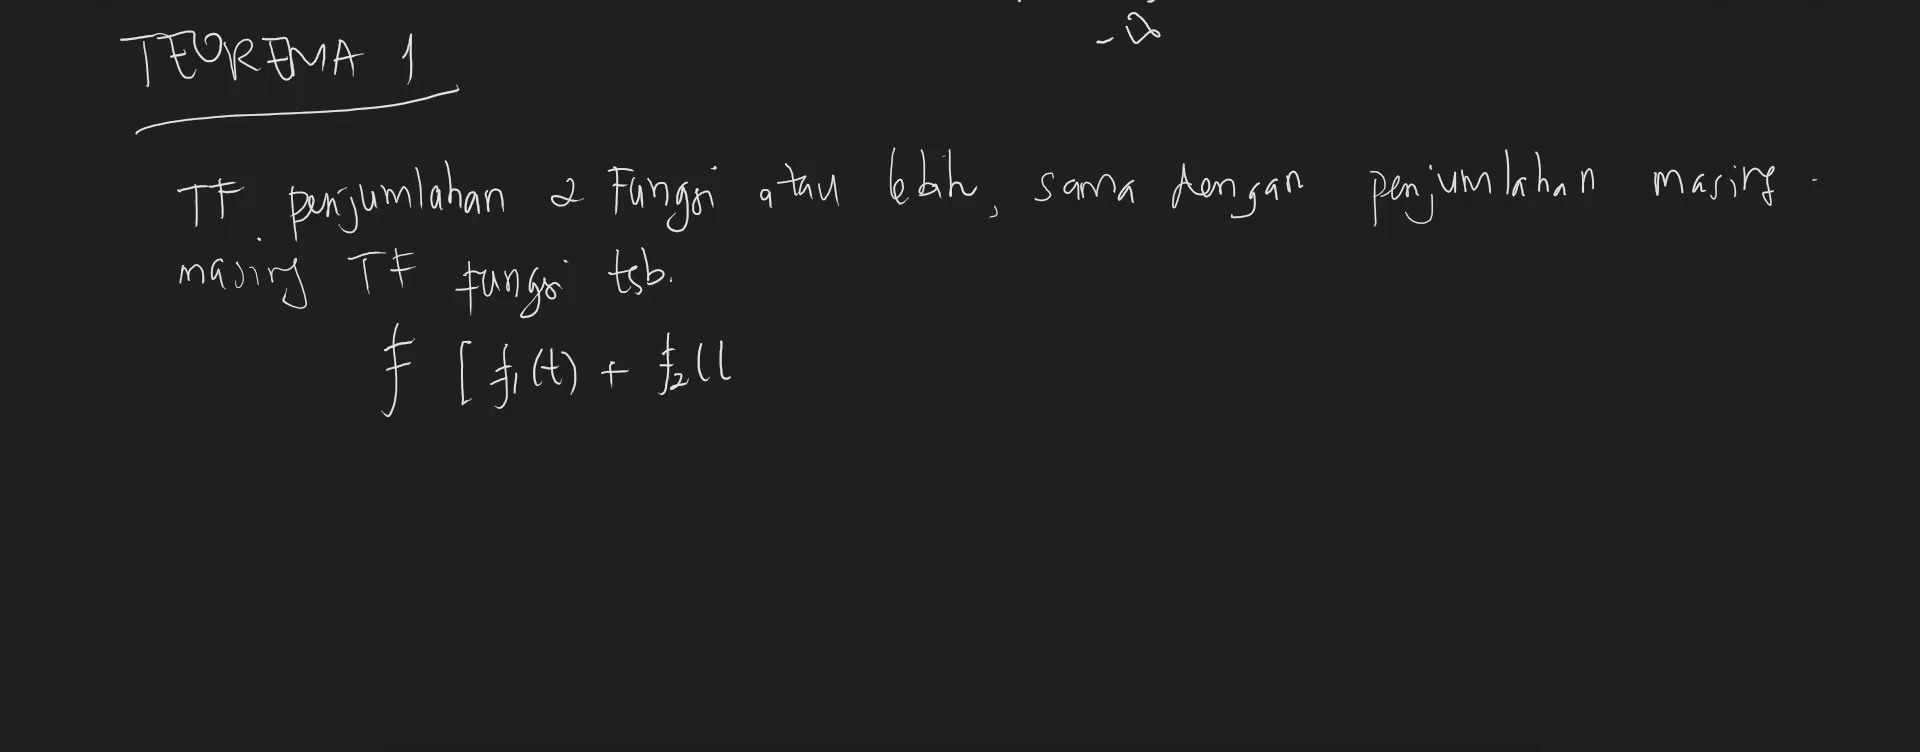 -∞
TEOREMA 1
TF penjumlahan 2 Fungsi atau lebih, sama dengan penjumlahan masing-
masing TF fungsi tsb.
F [f₁(t) + f₂(t